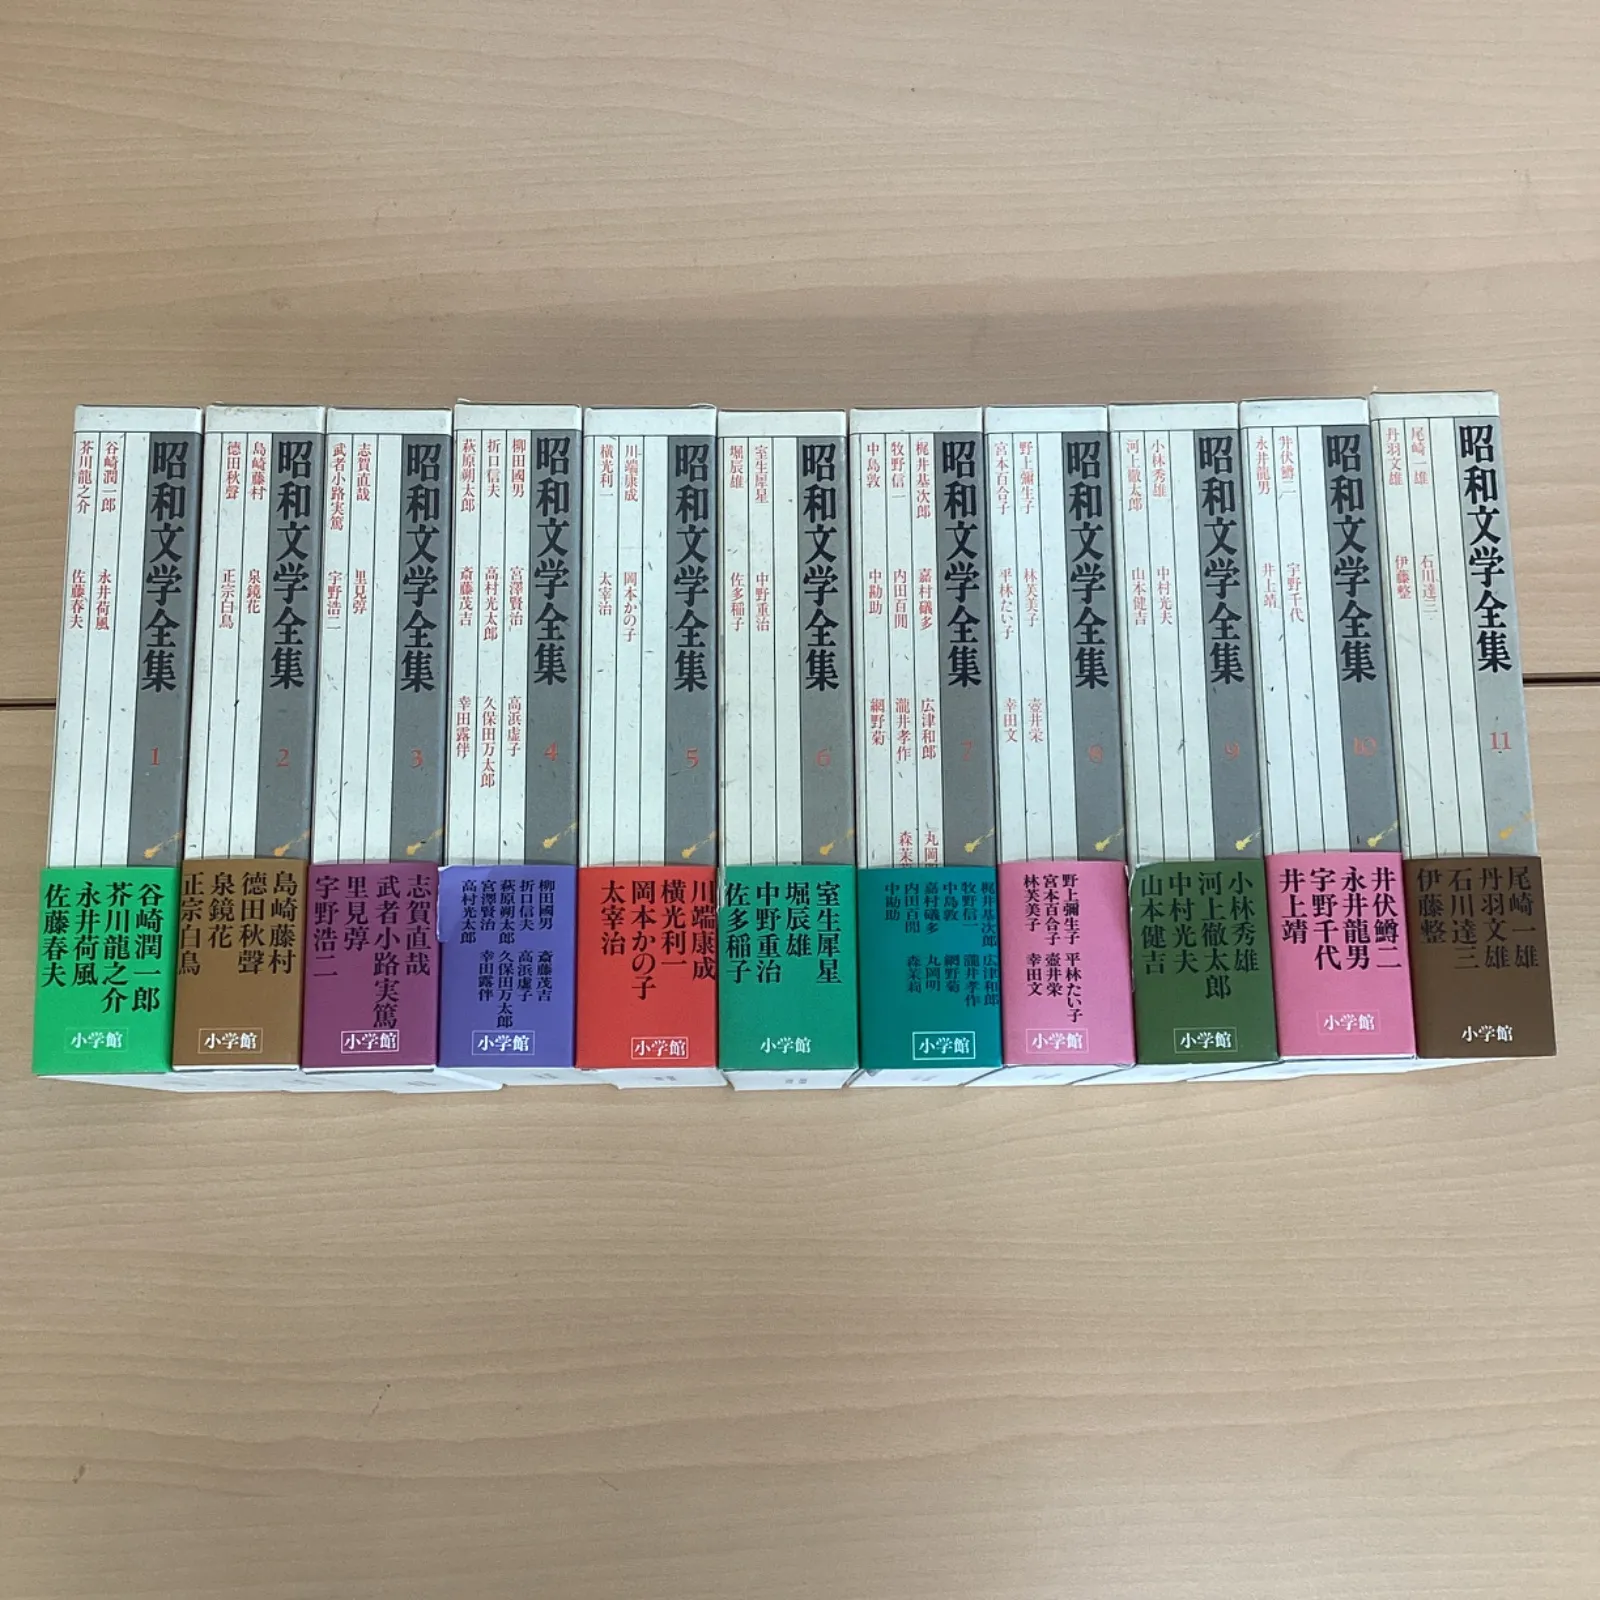 昭和文学全集
1
谷崎潤一郎
芥川龍之介
永井荷風
佐藤春夫
谷崎潤一郎
芥川龍之介
永井荷風
佐藤春夫
小学館
昭和文学全集
2
島崎藤村
徳田秋聲
泉鏡花
正宗白鳥
島崎藤村
徳田秋聲
泉鏡花
正宗白鳥
小学館
昭和文学全集
3
志賀直哉
武者小路実篤
里見弴
宇野浩二
志賀直哉
武者小路実篤
里見弴
宇野浩二
小学館
昭和文学全集
4
柳田國男
折口信夫
萩原朔太郎
宮澤賢治
高村光太郎
斎藤茂吉
高浜虚子
久保田万太郎
幸田露伴
柳田國男
折口信夫
萩原朔太郎
宮澤賢治
高村光太郎
斎藤茂吉
高浜虚子
久保田万太郎
幸田露伴
小学館
昭和文学全集
5
川端康成
横光利一
岡本かの子
太宰治
川端康成
横光利一
岡本かの子
太宰治
小学館
昭和文学全集
6
室生犀星
堀辰雄
中野重治
佐多稲子
室生犀星
堀辰雄
中野重治
佐多稲子
小学館
昭和文学全集
7
梶井基次郎
牧野信一
中島敦
嘉村礒多
内田百閒
中勘助
広津和郎
瀧井孝作
網野菊
丸岡
森茉
梶井基次郎
牧野信一
中島敦
嘉村礒多
内田百閒
中勘助
広津和郎
瀧井孝作
網野菊
丸岡明
森茉莉
小学館
昭和文学全集
8
野上彌生子
宮本百合子
林芙美子
平林たい子
壺井栄
幸田文
野上彌生子
宮本百合子
林芙美子
平林たい子
壺井栄
幸田文
小学館
昭和文学全集
9
小林秀雄
河上徹太郎
中村光夫
山本健吉
小林秀雄
河上徹太郎
中村光夫
山本健吉
小学館
昭和文学全集
10
井伏鱒二
永井龍男
宇野千代
井上靖
井伏鱒二
永井龍男
宇野千代
井上靖
小学館
昭和文学全集
11
尾崎一雄
丹羽文雄
石川達三
伊藤整
尾崎一雄
丹羽文雄
石川達三
伊藤整
小学館